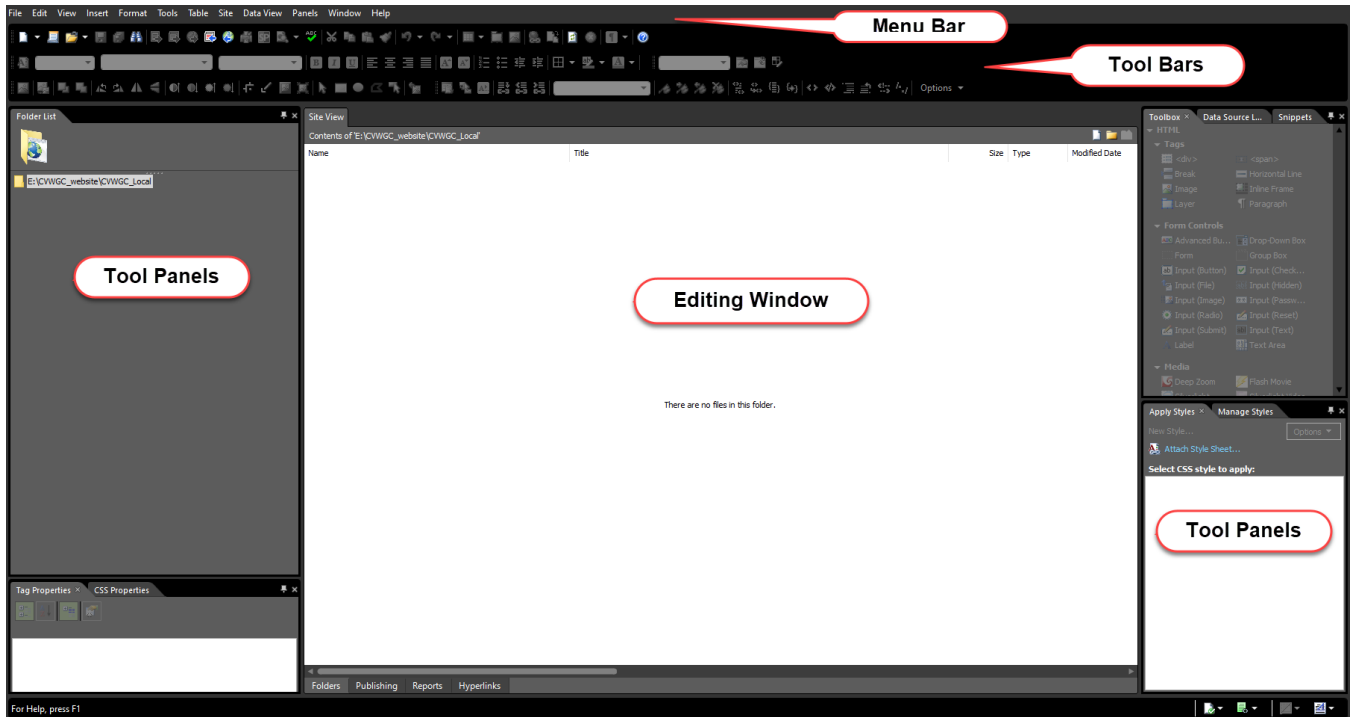 File Edit View Insert Format Tools Table Site Data View Panels Window Help
Menu Bar
Tool Bars
Options
Folder List
E:\CVWGC_website\CVWGC_Local
Tool Panels
Tag Properties CSS Properties
Site View
Contents of 'E:\CVWGC_website\CVWGC_Local'
Name Title Size Type Modified Date
Editing Window
There are no files in this folder.
Folders Publishing Reports Hyperlinks
Toolbox Data Source L... Snippets
HTML
Tags
<div> <span>
Break Horizontal Line
Image Inline Frame
Layer Paragraph
Form Controls
Advanced Bu... Drop-Down Box
Form Group Box
Input (Button) Input (Check...
Input (File) Input (Hidden)
Input (Image) Input (Passw...
Input (Radio) Input (Reset)
Input (Submit) Input (Text)
Label Text Area
Media
Deep Zoom Flash Movie
Apply Styles Manage Styles
New Style... Options
Attach Style Sheet...
Select CSS style to apply:
Tool Panels
For Help, press F1